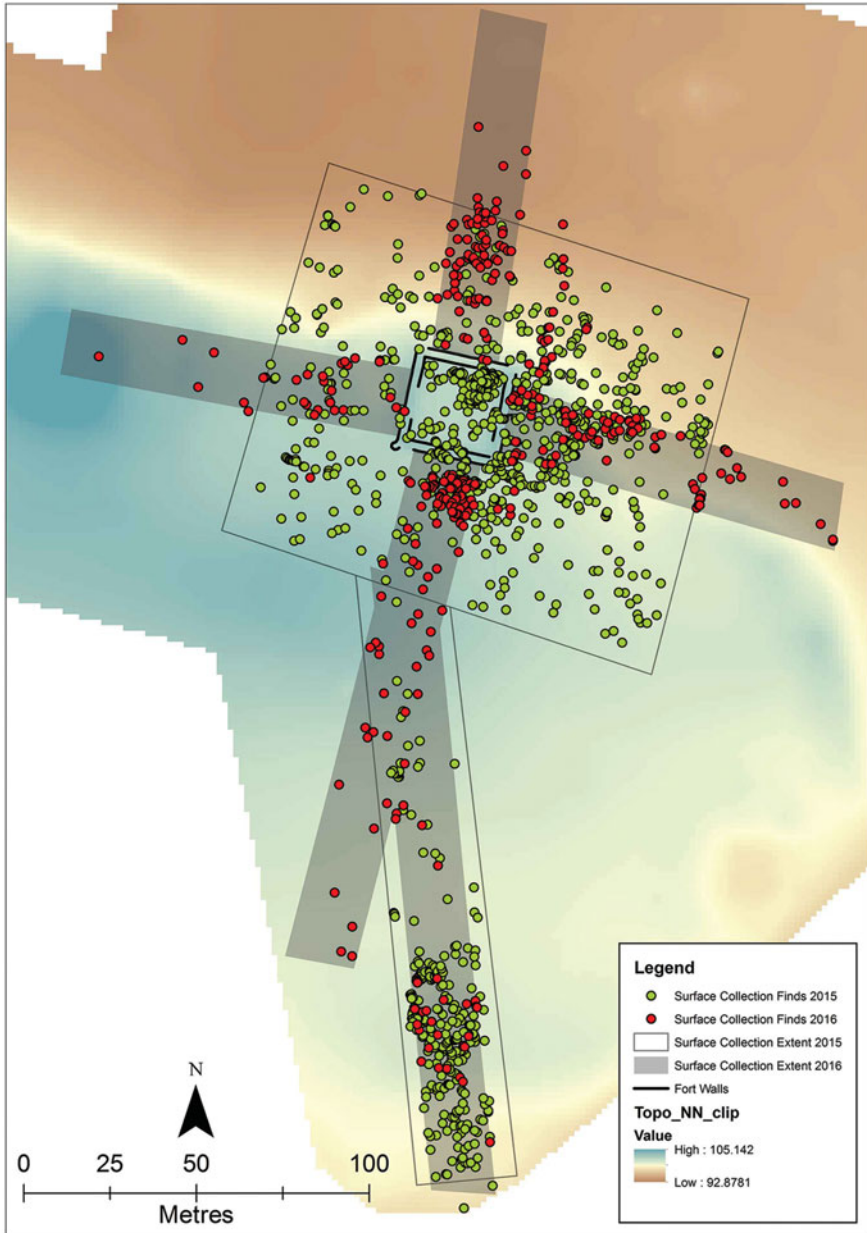 N
0 25 50 100
Metres
Legend
Surface Collection Finds 2015
Surface Collection Finds 2016
Surface Collection Extent 2015
Surface Collection Extent 2016
Fort Walls
Topo_NN_clip
Value
High : 105.142
Low : 92.8781